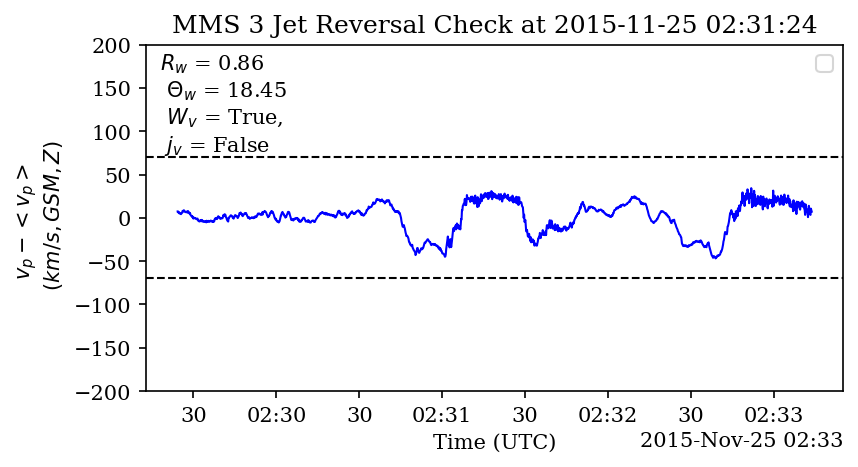 MMS 3 Jet Reversal Check at 2015-11-25 02:31:24
R_w = 0.86
Θ_w = 18.45
W_v = True,
j_v = False
v_p − <v_p>
(km/s, GSM, Z)
200
150
100
50
0
−50
−100
−150
−200
30 02:30 30 02:31 30 02:32 30 02:33
Time (UTC)
2015-Nov-25 02:33